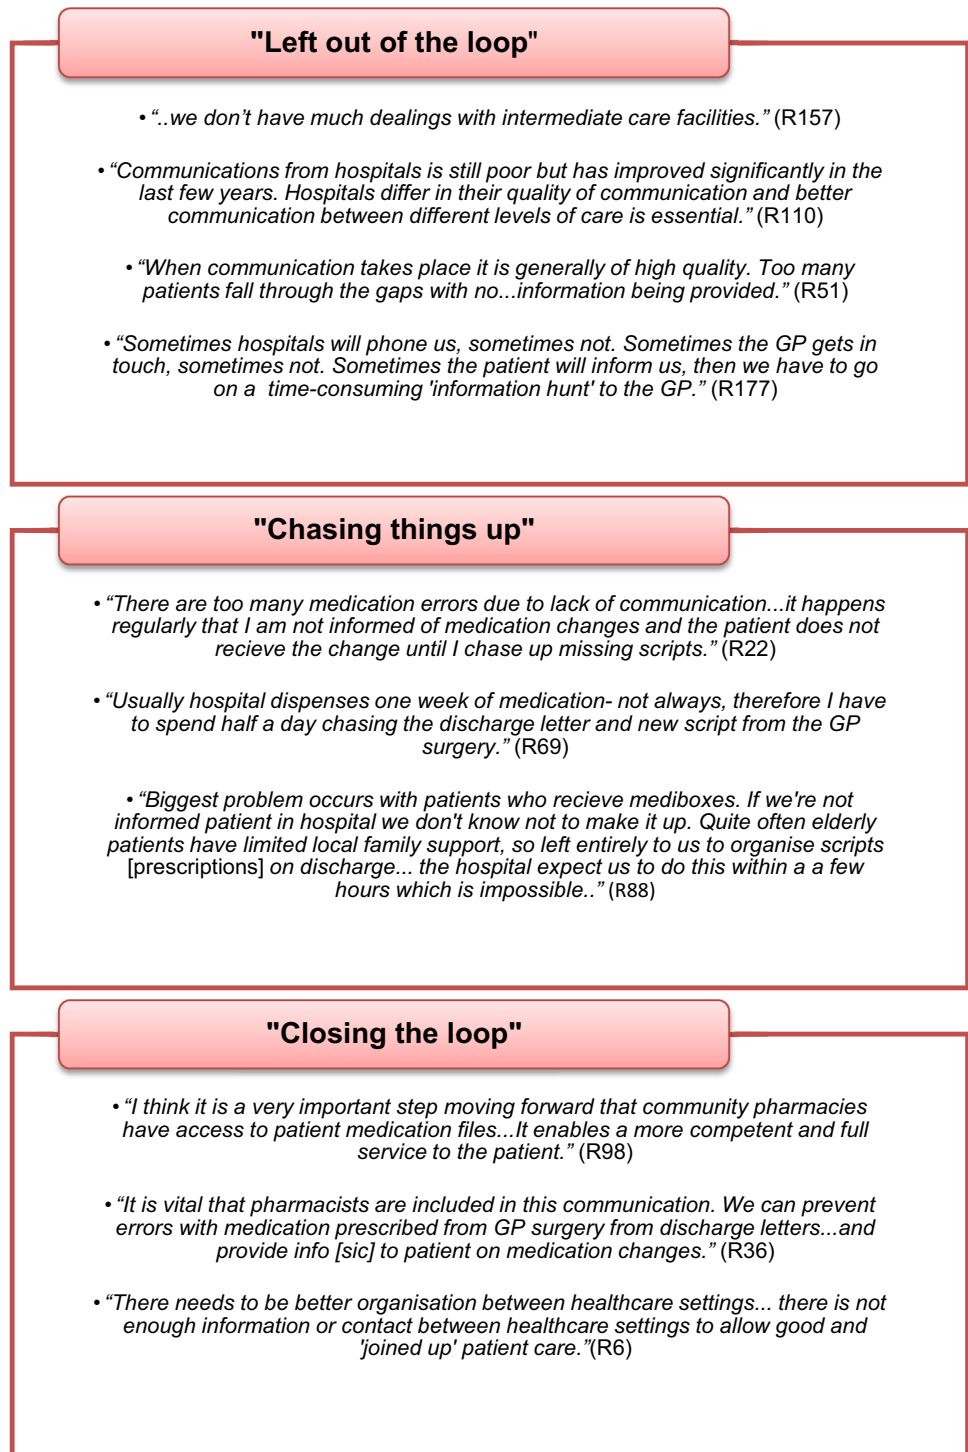 "Left out of the loop"
• “..we don’t have much dealings with intermediate care facilities.” (R157)
• “Communications from hospitals is still poor but has improved significantly in the
last few years. Hospitals differ in their quality of communication and better
communication between different levels of care is essential.” (R110)
• “When communication takes place it is generally of high quality. Too many
patients fall through the gaps with no...information being provided.” (R51)
• “Sometimes hospitals will phone us, sometimes not. Sometimes the GP gets in
touch, sometimes not. Sometimes the patient will inform us, then we have to go
on a time-consuming 'information hunt' to the GP.” (R177)
"Chasing things up"
• “There are too many medication errors due to lack of communication...it happens
regularly that I am not informed of medication changes and the patient does not
recieve the change until I chase up missing scripts.” (R22)
• “Usually hospital dispenses one week of medication- not always, therefore I have
to spend half a day chasing the discharge letter and new script from the GP
surgery.” (R69)
• “Biggest problem occurs with patients who recieve mediboxes. If we're not
informed patient in hospital we don't know not to make it up. Quite often elderly
patients have limited local family support, so left entirely to us to organise scripts
[prescriptions] on discharge... the hospital expect us to do this within a a few
hours which is impossible..” (R88)
"Closing the loop"
• “I think it is a very important step moving forward that community pharmacies
have access to patient medication files...It enables a more competent and full
service to the patient.” (R98)
• “It is vital that pharmacists are included in this communication. We can prevent
errors with medication prescribed from GP surgery from discharge letters...and
provide info [sic] to patient on medication changes.” (R36)
• “There needs to be better organisation between healthcare settings... there is not
enough information or contact between healthcare settings to allow good and
'joined up' patient care.”(R6)